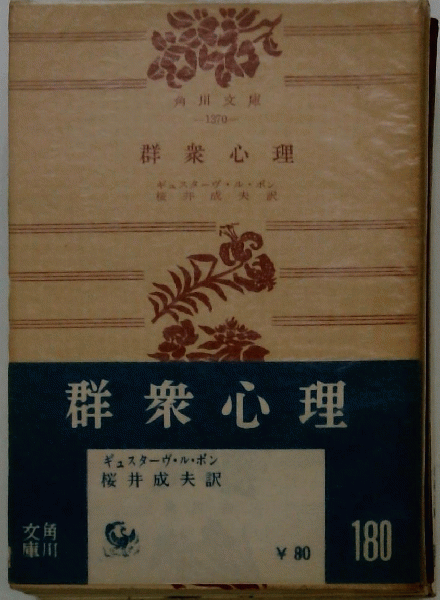 角川文庫
—1370—
群衆心理
ギュスターヴ・ル・ボン
桜井成夫訳
群衆心理
ギュスターヴ・ル・ボン
桜井成夫訳
角川文庫
¥80
180